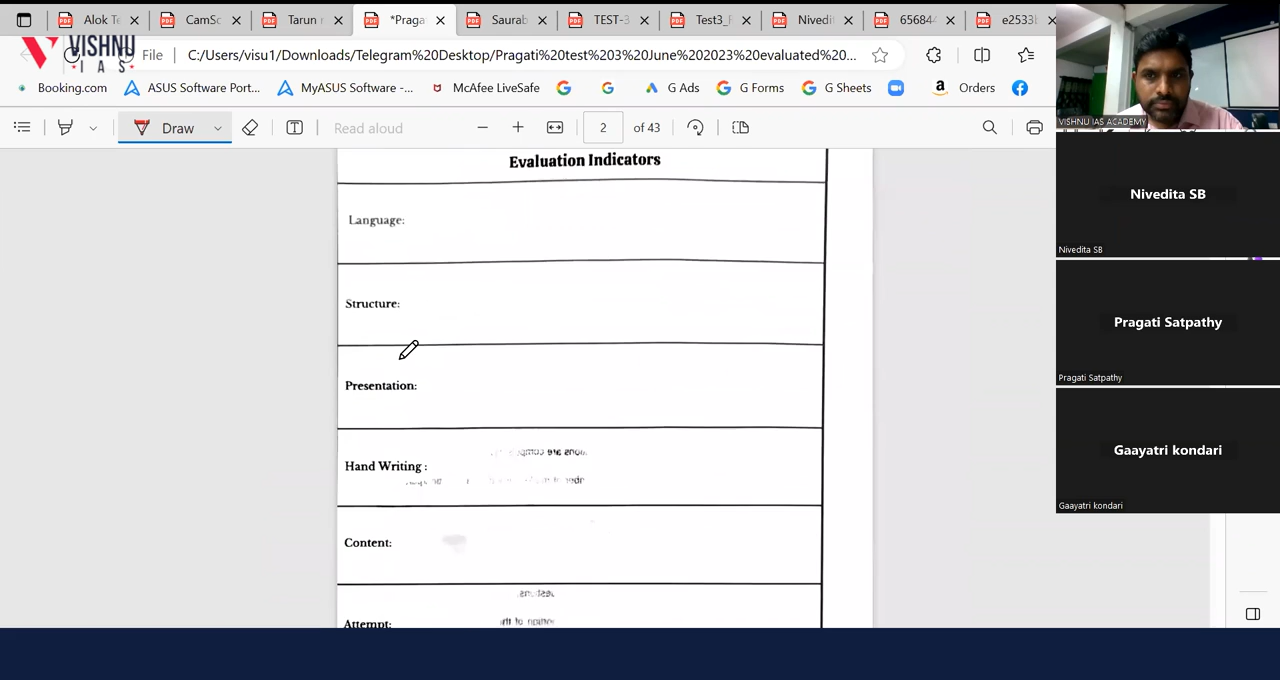 Alok Te
CamSc
Tarun r
*Praga
Saurab
TEST-3
Test3_F
Nivedit
65684
e2533b
VISHNU
IAS
File
C:/Users/visu1/Downloads/Telegram%20Desktop/Pragati%20test%203%20June%202023%20evaluated%20...
Booking.com
ASUS Software Port...
MyASUS Software -...
McAfee LiveSafe
G Ads
G Forms
G Sheets
Orders
Draw
Read aloud
2
of 43
Evaluation Indicators
Language:
Structure:
Presentation:
Hand Writing :
Content:
Attempt:
VISHNU IAS ACADEMY
Nivedita SB
Nivedita SB
Pragati Satpathy
Pragati Satpathy
Gaayatri kondari
Gaayatri kondari